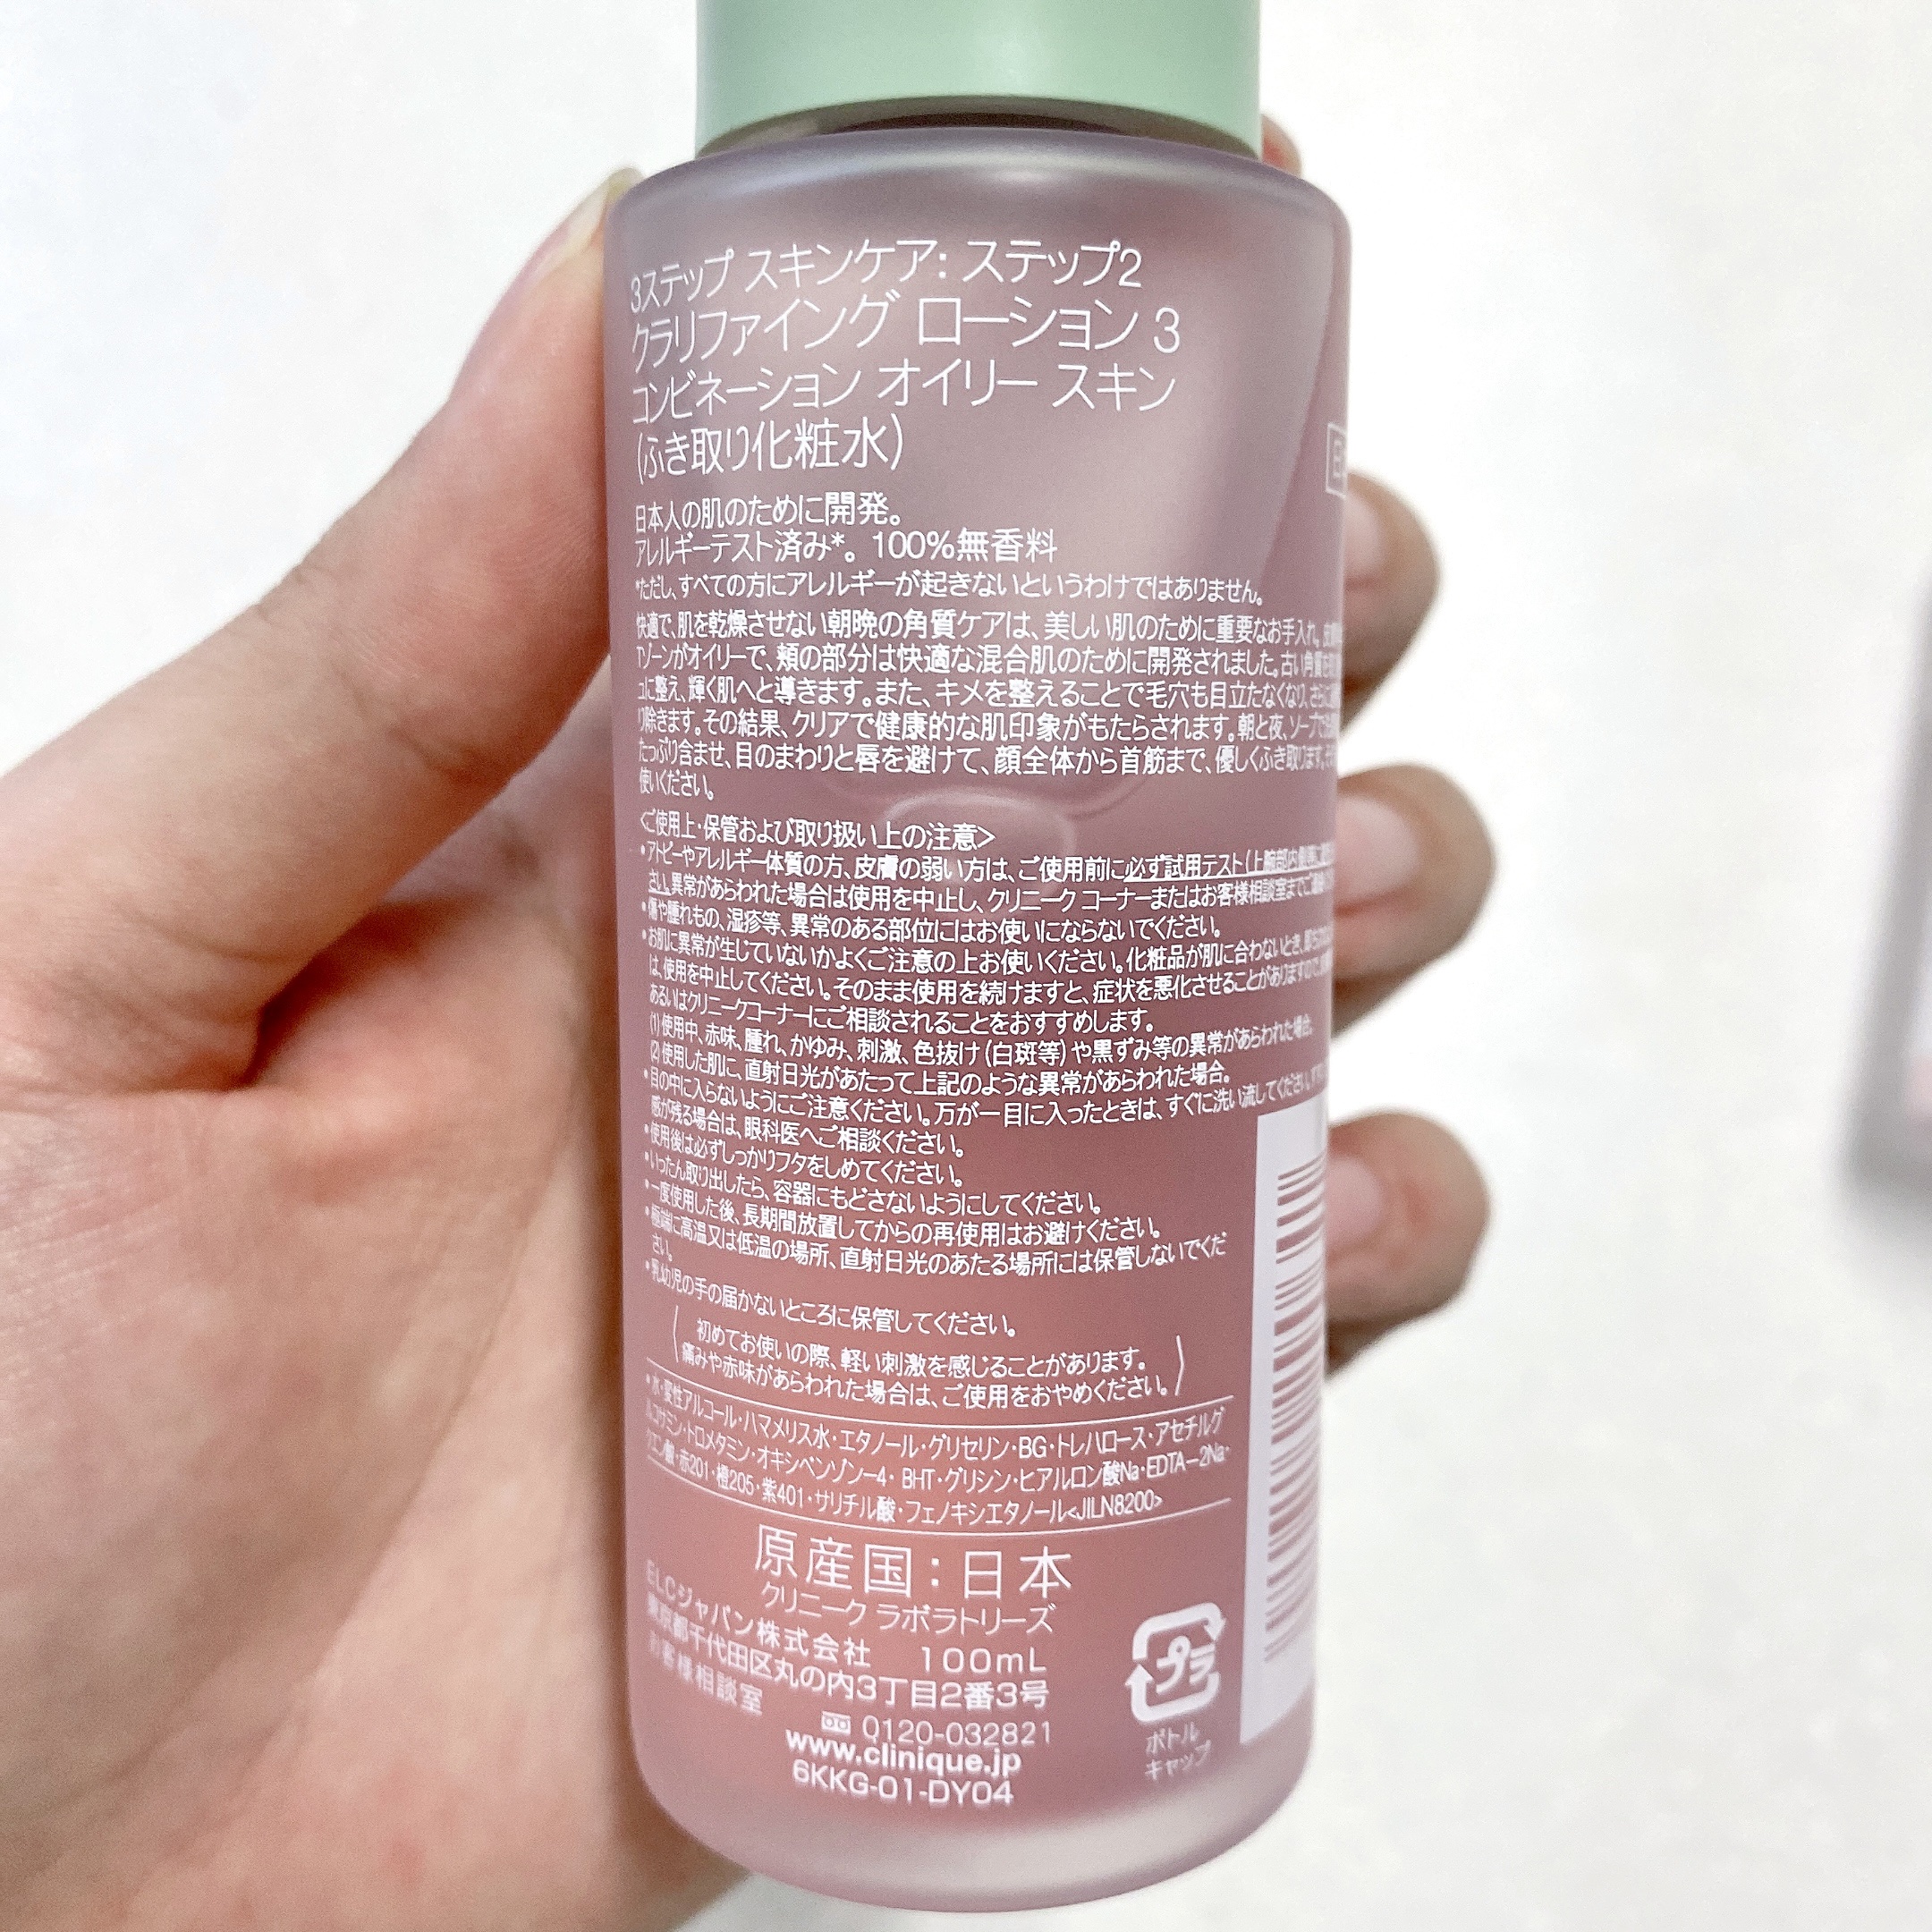 3ステップ スキンケア: ステップ2
クラリファイング ローション 3
コンビネーション オイリー スキン
(ふき取り化粧水)
日本人の肌のために開発。
アレルギーテスト済み*。100%無香料
*ただし、すべての方にアレルギーが起きないというわけではありません。
快適で、肌を乾燥させない朝晩の角質ケアは、美しい肌のために重要なお手入れ。
Tゾーンがオイリーで、頬の部分は快適な混合肌のために開発されました。古い角質を
ュに整え、輝く肌へと導きます。また、キメを整えることで毛穴も目立たなくなり、さらに
り除きます。その結果、クリアで健康的な肌印象がもたらされます。朝と夜、ソープで
たっぷり含ませ、目のまわりと唇を避けて、顔全体から首筋まで、優しくふき取ります。
使いください。
<ご使用上・保管および取り扱い上の注意>
•アトピーやアレルギー体質の方、皮膚の弱い方は、ご使用前に必ず試用テスト(上腕部内側等に
さい。異常があらわれた場合は使用を中止し、クリニーク コーナーまたはお客様相談室までご連絡
•傷や腫れもの、湿疹等、異常のある部位にはお使いにならないでください。
•お肌に異常が生じていないかよくご注意の上お使いください。化粧品が肌に合わないとき、即ち
は、使用を中止してください。そのまま使用を続けますと、症状を悪化させることがありますので、
あるいはクリニークコーナーにご相談されることをおすすめします。
(1) 使用中、赤味、腫れ、かゆみ、刺激、色抜け(白斑等)や黒ずみ等の異常があらわれた場合。
(2) 使用した肌に、直射日光があたって上記のような異常があらわれた場合。
•目の中に入らないようにご注意ください。万が一目に入ったときは、すぐに洗い流してください。
感が残る場合は、眼科医へご相談ください。
•使用後は必ずしっかりフタをしめてください。
•いったん取り出したら、容器にもどさないようにしてください。
•一度使用した後、長期間放置してからの再使用はお避けください。
•極端に高温又は低温の場所、直射日光のあたる場所には保管しないでくだ
さい。
•乳幼児の手の届かないところに保管してください。
初めてお使いの際、軽い刺激を感じることがあります。
痛みや赤味があらわれた場合は、ご使用をおやめください。
•水・変性アルコール・ハマメリス水・エタノール・グリセリン・BG・トレハロース・アセチルグ
ルコサミン・トロメタミン・オキシベンゾン-4・BHT・グリシン・ヒアルロン酸Na・EDTA-2Na・
クエン酸・赤201・橙205・紫401・サリチル酸・フェノキシエタノール<JILN8200>
原産国：日本
クリニーク ラボラトリーズ
ELCジャパン株式会社 100mL
東京都千代田区丸の内3丁目2番3号
お客様相談室
0120-032821
www.clinique.jp
6KKG-01-DY04
プラ
ボトル
キャップ